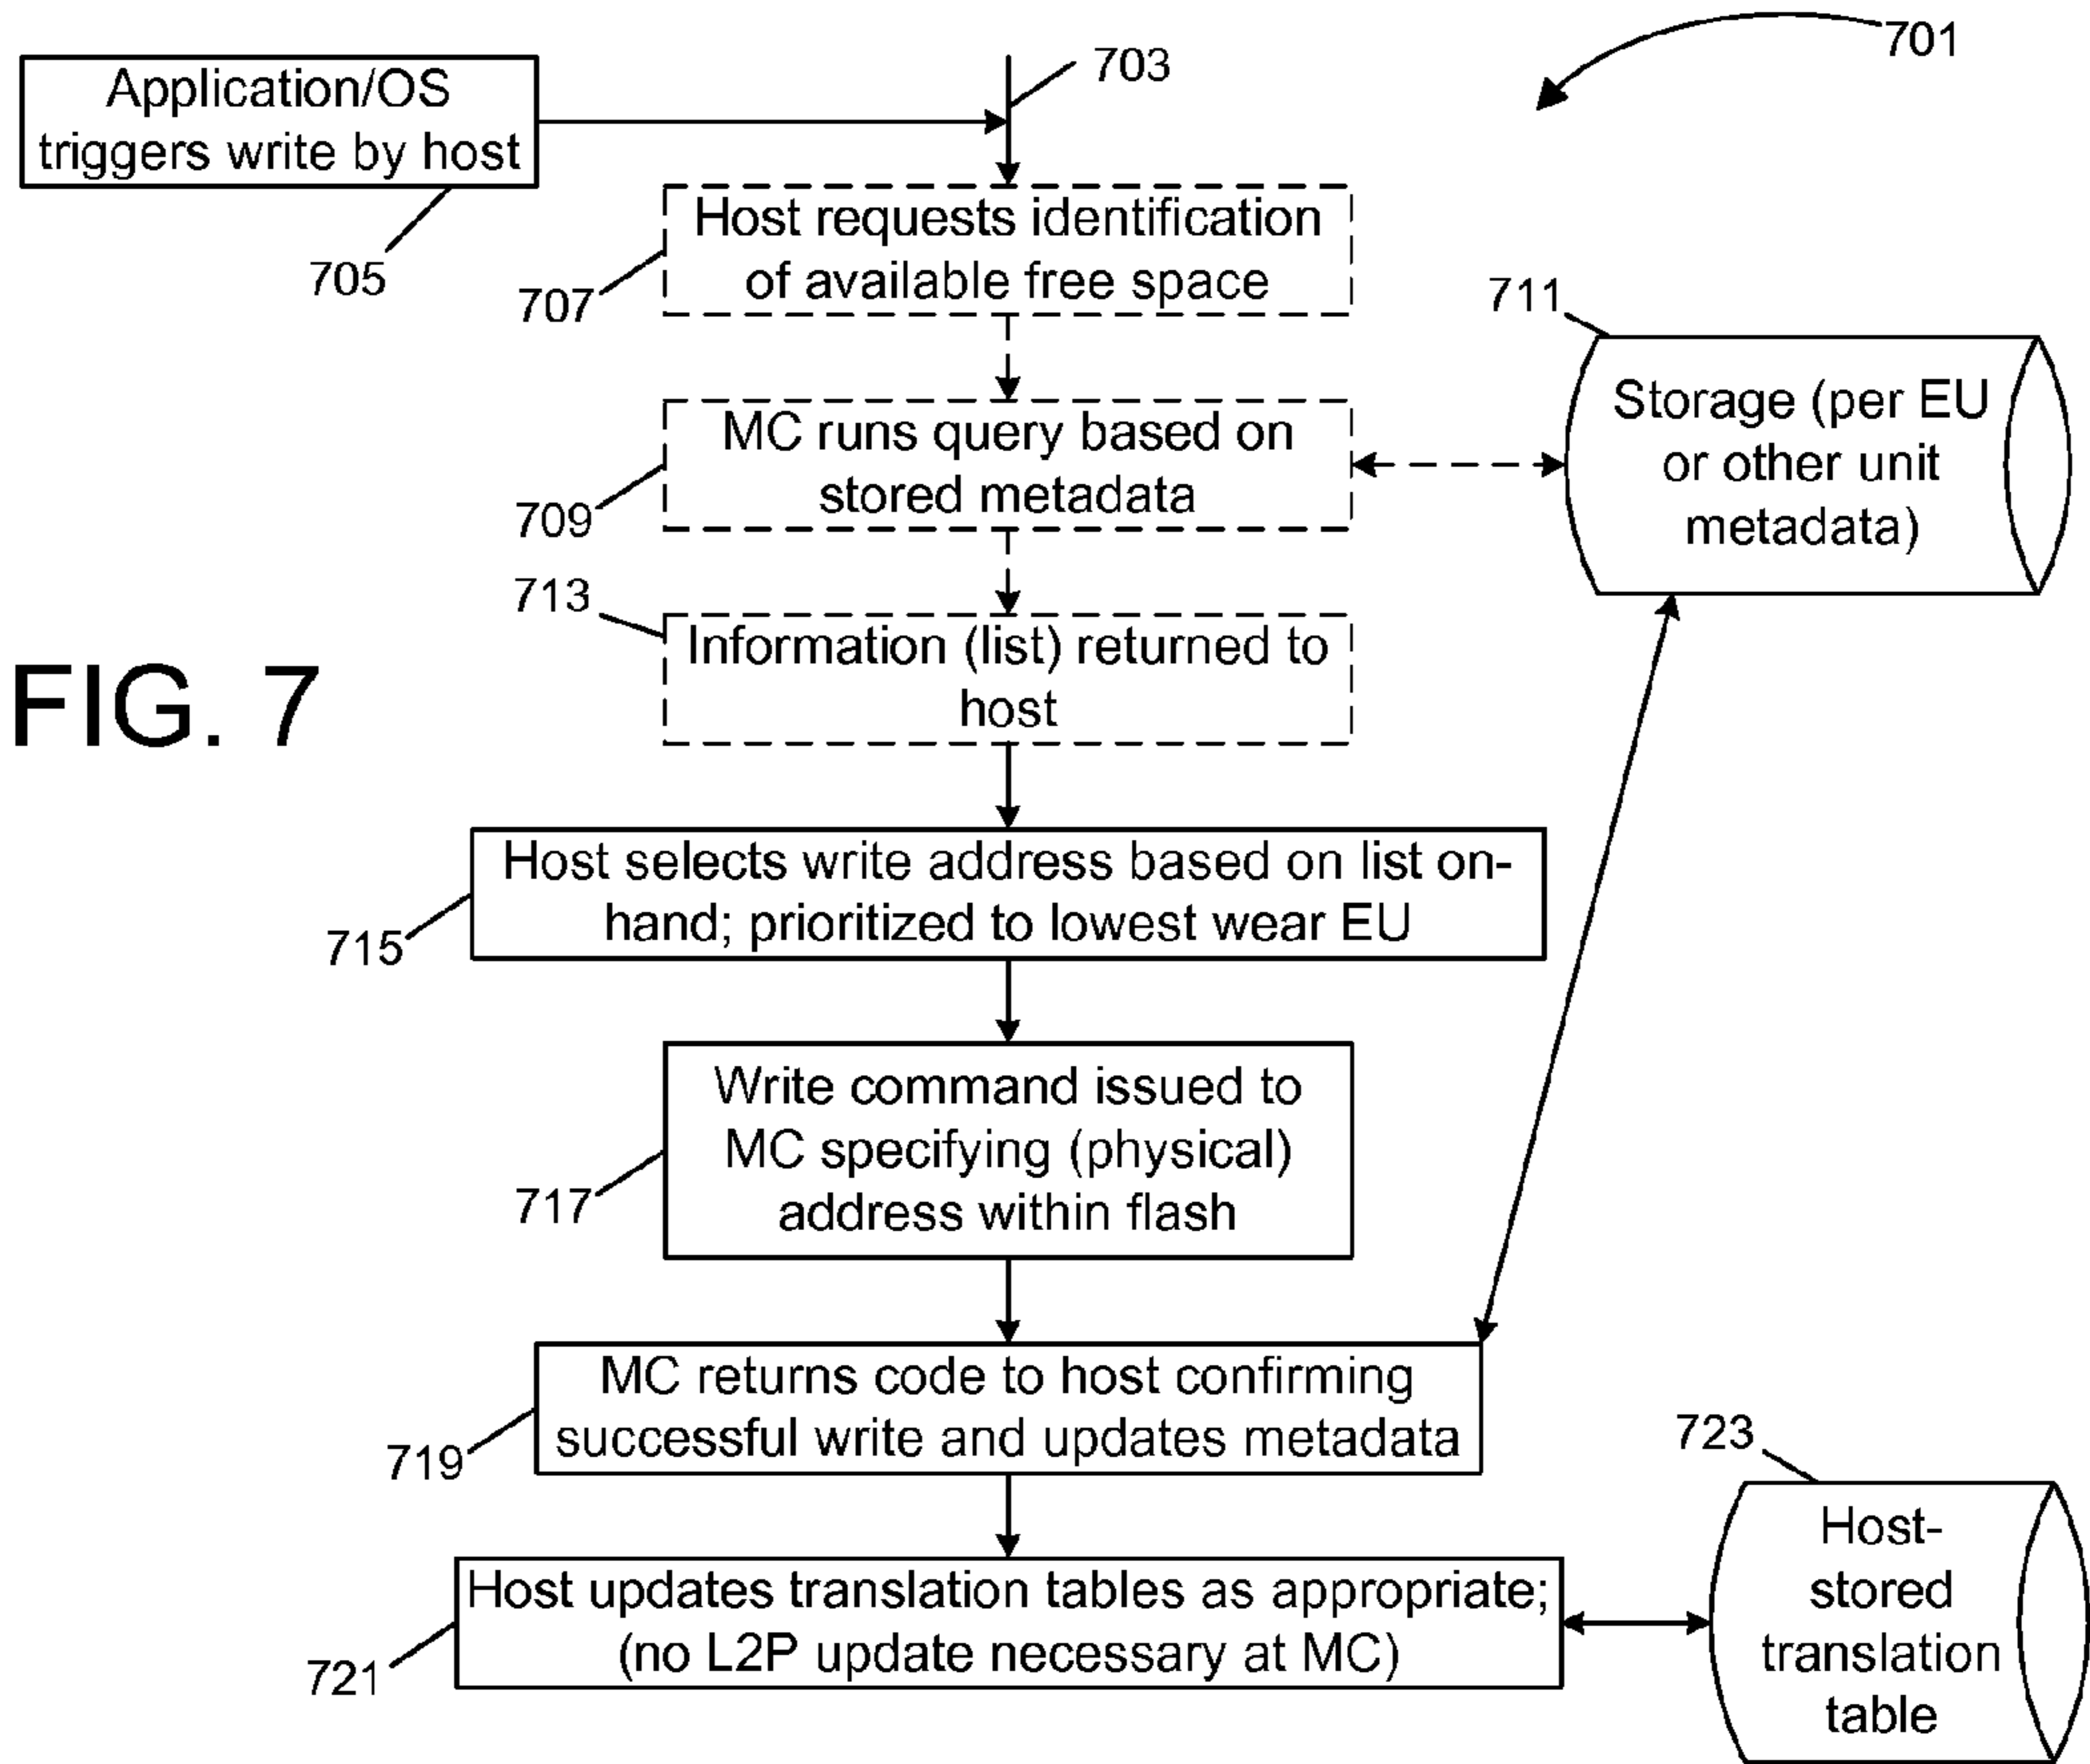 701
703
Application/OS
triggers write by host
705
Host requests identification
of available free space
707
711
Storage (per EU
or other unit
metadata)
MC runs query based on
stored metadata
709
713
Information (list) returned to
host
FIG. 7
Host selects write address based on list on-
hand; prioritized to lowest wear EU
715
Write command issued to
MC specifying (physical)
address within flash
717
MC returns code to host confirming
successful write and updates metadata
719
723
Host-
stored
translation
table
Host updates translation tables as appropriate;
(no L2P update necessary at MC)
721